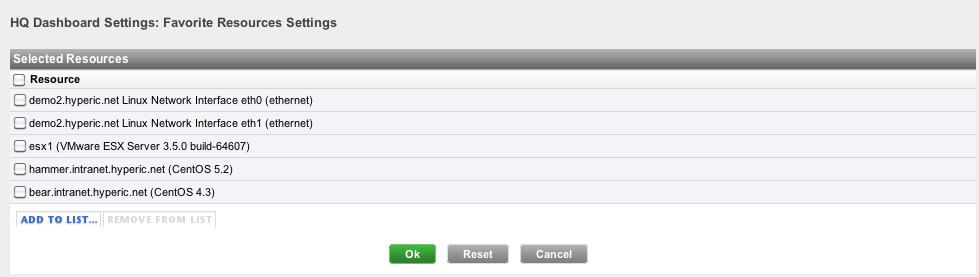 HQ Dashboard Settings: Favorite Resources Settings
Selected Resources
Resource
demo2.hyperic.net Linux Network Interface eth0 (ethernet)
demo2.hyperic.net Linux Network Interface eth1 (ethernet)
esx1 (VMware ESX Server 3.5.0 build-64607)
hammer.intranet.hyperic.net (CentOS 5.2)
bear.intranet.hyperic.net (CentOS 4.3)
ADD TO LIST... REMOVE FROM LIST
Ok Reset Cancel